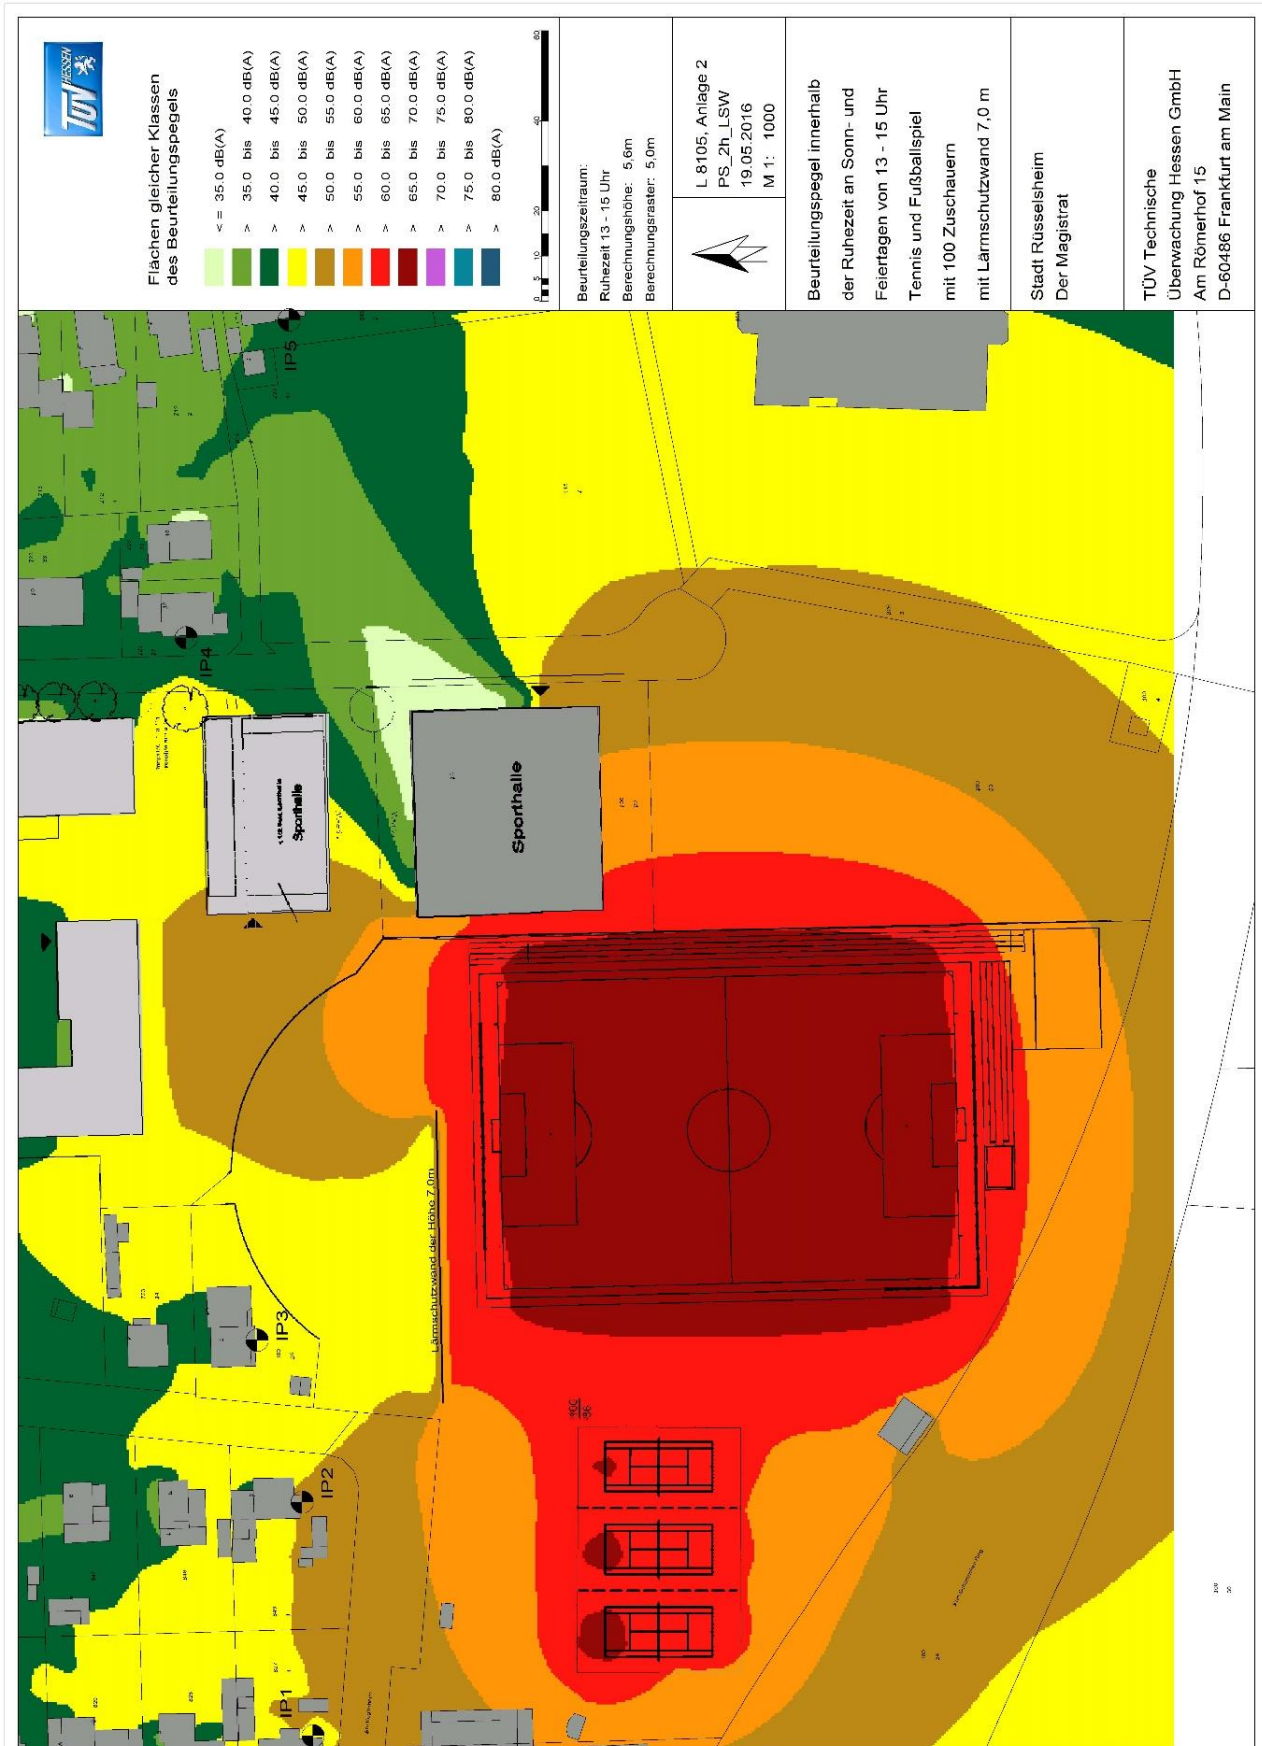 TÜV HESSEN
Flächen gleicher Klassen
des Beurteilungspegels
<= 35.0 dB(A)
> 35.0 bis 40.0 dB(A)
> 40.0 bis 45.0 dB(A)
> 45.0 bis 50.0 dB(A)
> 50.0 bis 55.0 dB(A)
> 55.0 bis 60.0 dB(A)
> 60.0 bis 65.0 dB(A)
> 65.0 bis 70.0 dB(A)
> 70.0 bis 75.0 dB(A)
> 75.0 bis 80.0 dB(A)
> 80.0 dB(A)
0 5 10 20 40 60
Beurteilungszeitraum:
Ruhezeit 13 - 15 Uhr
Berechnungshöhe: 5,6m
Berechnungsraster: 5,0m
L 8105, Anlage 2
PS_2h_LSW
19.05.2016
M 1: 1000
Beurteilungspegel innerhalb
der Ruhezeit an Sonn- und
Feiertagen von 13 - 15 Uhr
Tennis und Fußballspiel
mit 100 Zuschauern
mit Lärmschutzwand 7,0 m
Stadt Rüsselsheim
Der Magistrat
TÜV Technische
Überwachung Hessen GmbH
Am Römerhof 15
D-60486 Frankfurt am Main
IP1
IP2
IP3
IP4
IP5
Lärmschutzwand der Höhe 7,0m
Sporthalle
Sporthalle